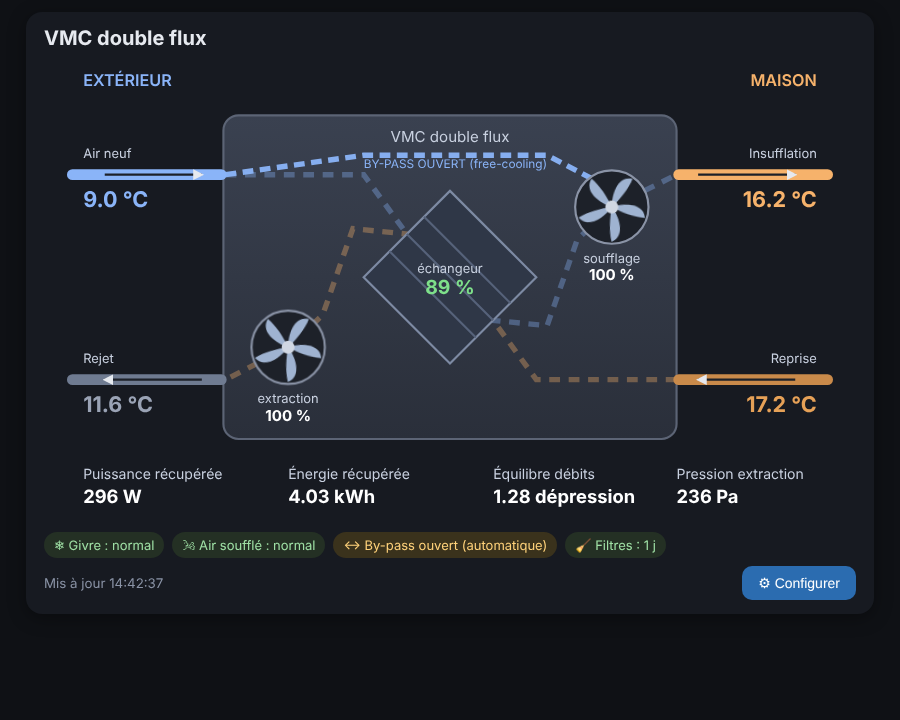 VMC double flux
EXTÉRIEUR
MAISON
VMC double flux
BY-PASS OUVERT (free-cooling)
Air neuf
9.0 °C
Insufflation
16.2 °C
échangeur
89 %
soufflage
100 %
Rejet
11.6 °C
extraction
100 %
Reprise
17.2 °C
Puissance récupérée
296 W
Énergie récupérée
4.03 kWh
Équilibre débits
1.28 dépression
Pression extraction
236 Pa
❄ Givre : normal
🌬 Air soufflé : normal
↔ By-pass ouvert (automatique)
🧹 Filtres : 1 j
Mis à jour 14:42:37
⚙ Configurer